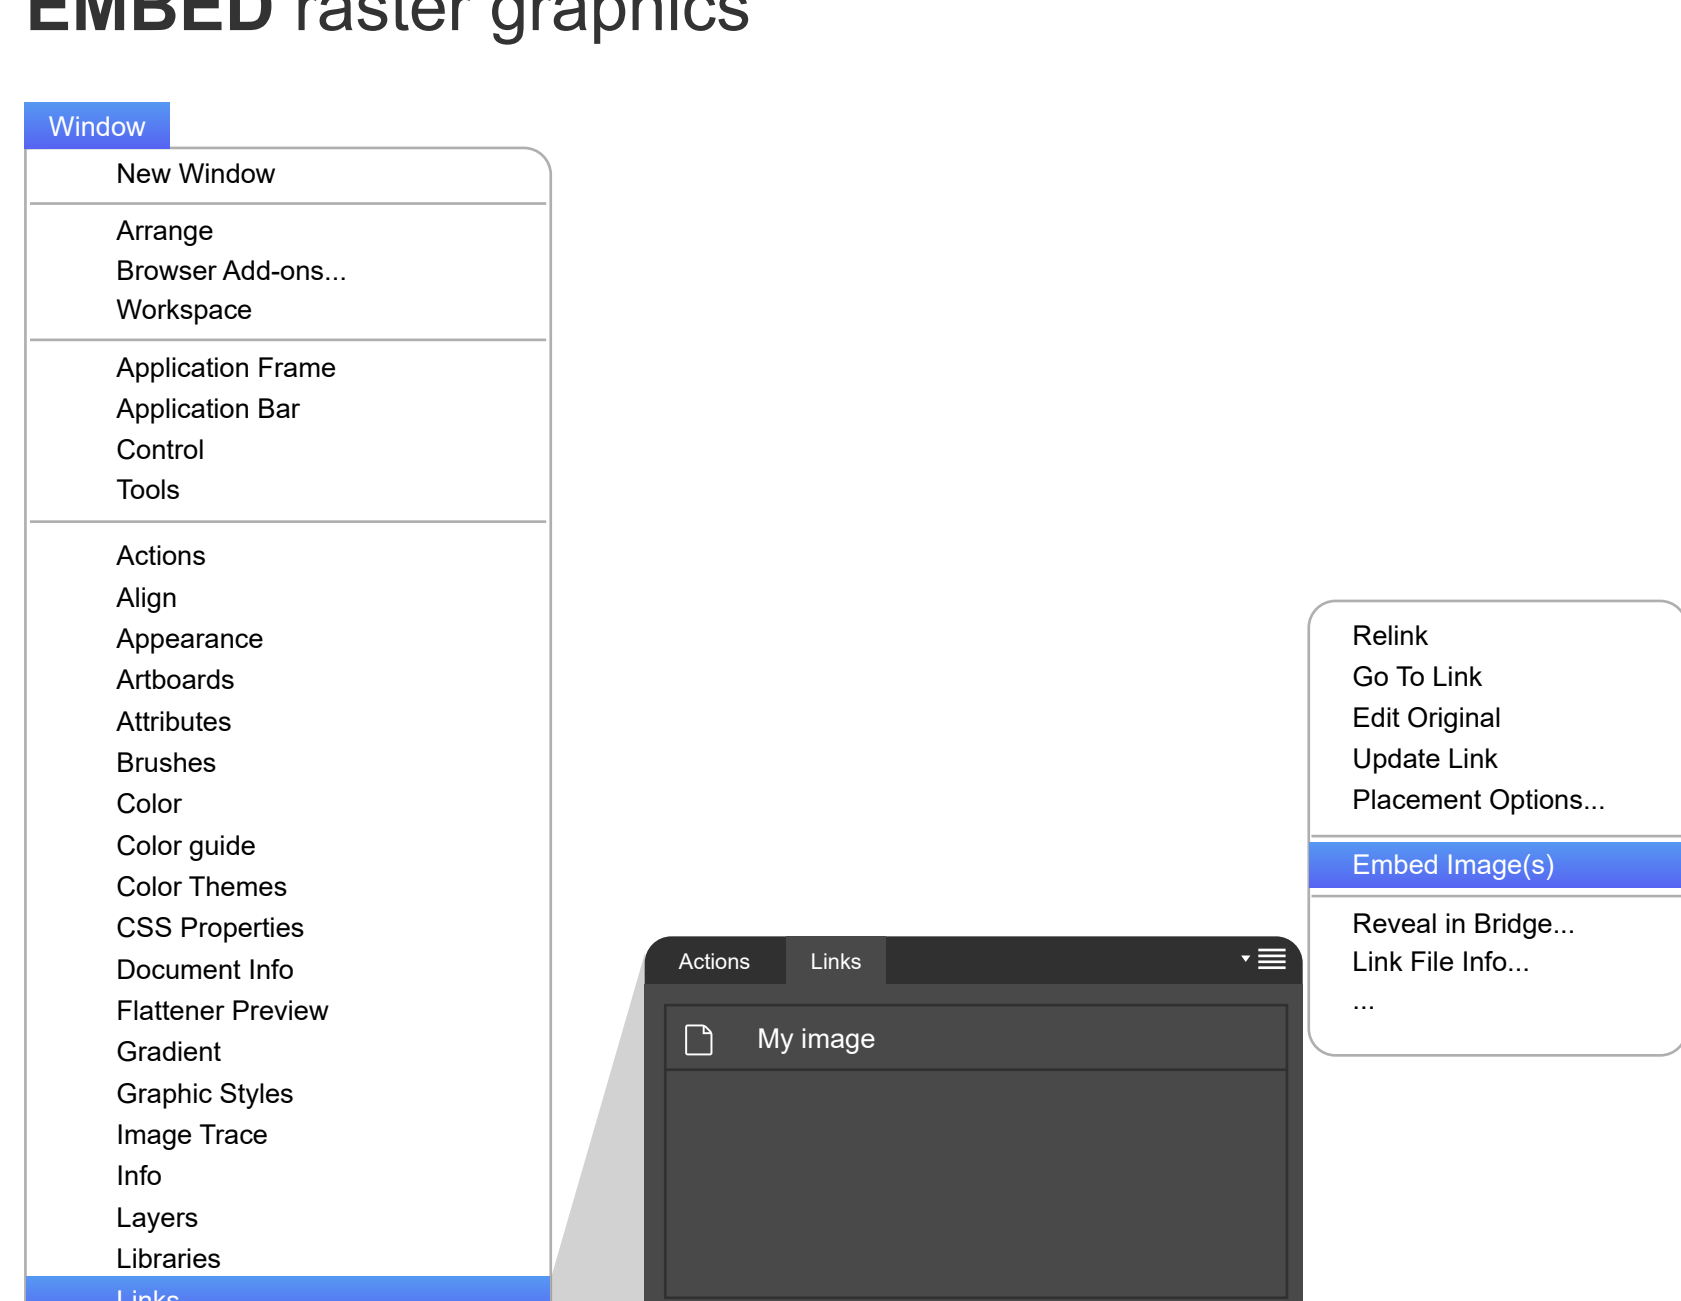 EMBED raster graphics
Window
New Window
Arrange
Browser Add-ons...
Workspace
Application Frame
Application Bar
Control
Tools
Actions
Align
Appearance
Artboards
Attributes
Brushes
Color
Color guide
Color Themes
CSS Properties
Document Info
Flattener Preview
Gradient
Graphic Styles
Image Trace
Info
Layers
Libraries
Links
Actions
Links
My image
Relink
Go To Link
Edit Original
Update Link
Placement Options...
Embed Image(s)
Reveal in Bridge...
Link File Info...
...